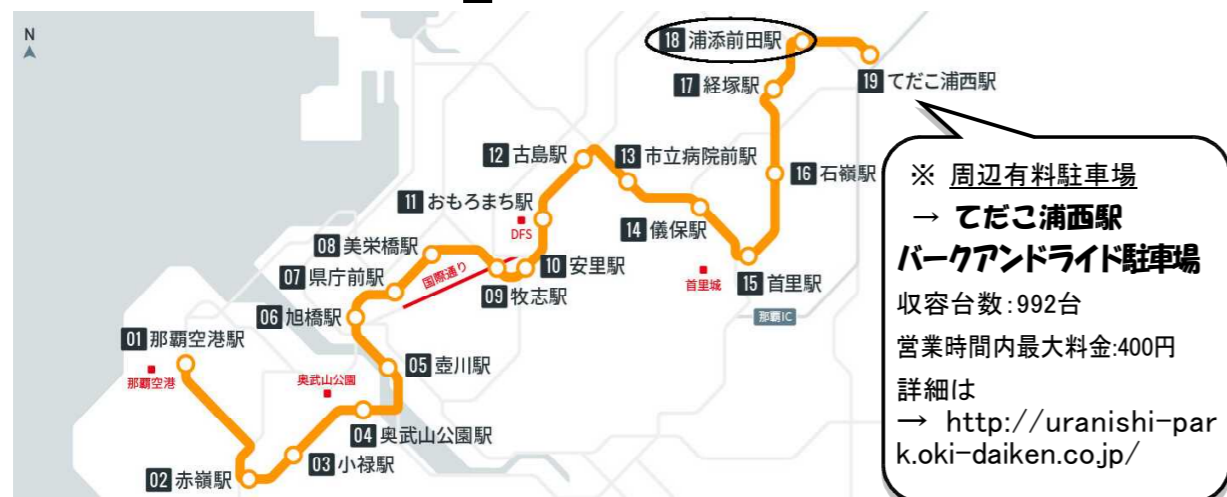 N
18 浦添前田駅
17 経塚駅
19 てだこ浦西駅
12 古島駅
13 市立病院前駅
16 石嶺駅
11 おもろまち駅
DFS
14 儀保駅
08 美栄橋駅
国際通り
10 安里駅
首里城
15 首里駅
07 県庁前駅
09 牧志駅
那覇IC
06 旭橋駅
01 那覇空港駅
那覇空港
奥武山公園
05 壺川駅
04 奥武山公園駅
03 小禄駅
02 赤嶺駅
※ 周辺有料駐車場
→ てだこ浦西駅
パークアンドライド駐車場
収容台数:992台
営業時間内最大料金:400円
詳細は
→ http://uranishi-par
k.oki-daiken.co.jp/